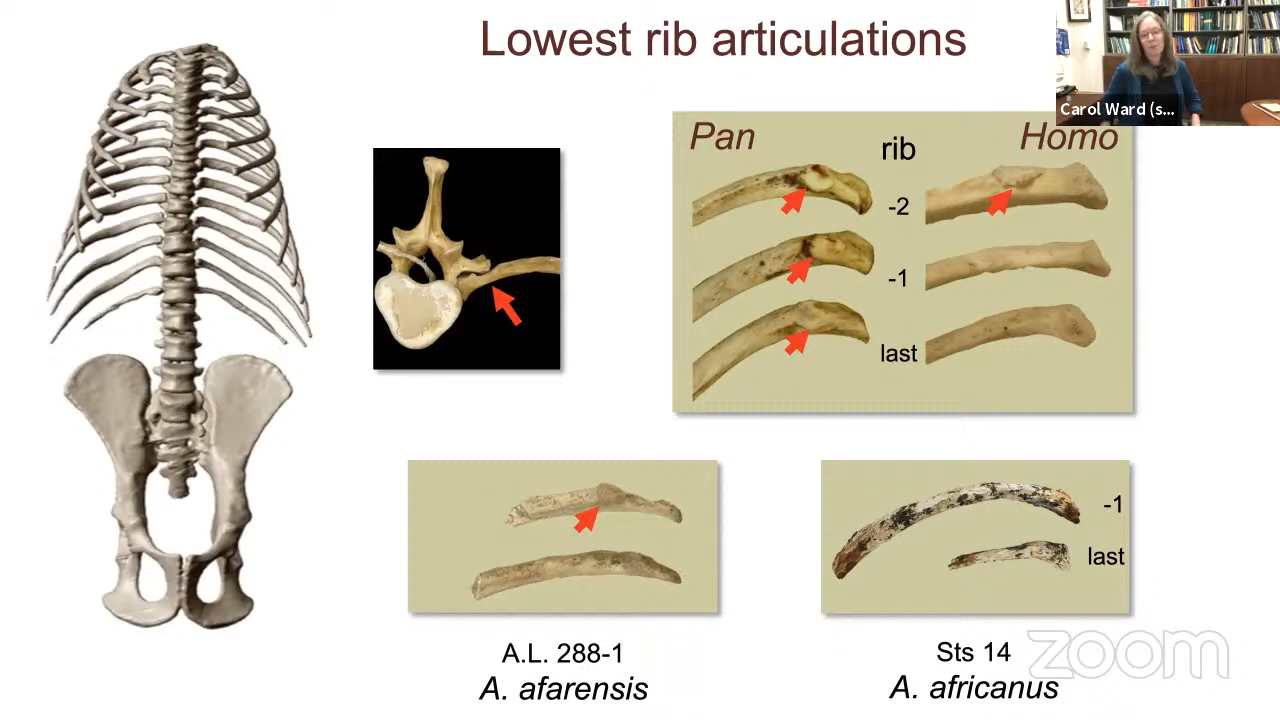 Lowest rib articulations
Carol Ward (s...
Pan
rib
Homo
-2
-1
last
-1
last
A.L. 288-1
A. afarensis
Sts 14
A. africanus
zoom